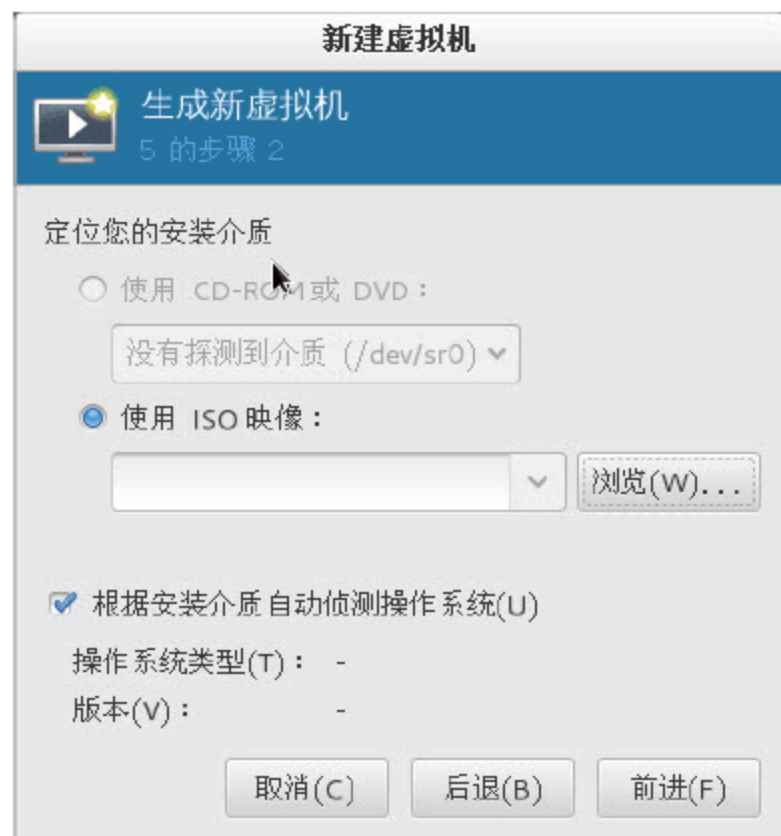 新建虚拟机
生成新虚拟机
5 的步骤 2
定位您的安装介质
使用 CD-ROM或 DVD：
没有探测到介质 (/dev/sr0)
使用 ISO映像：
浏览(W)...
根据安装介质自动侦测操作系统(U)
操作系统类型(T)： -
版本(V)： -
取消(C) 后退(B) 前进(F)